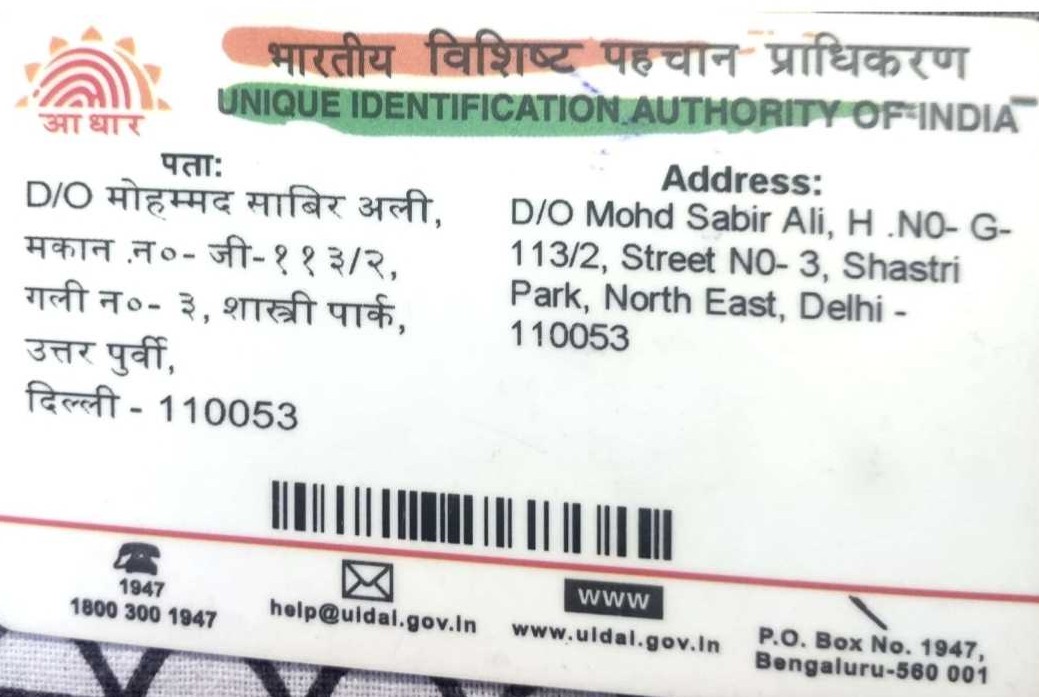 भारतीय विशिष्ट पहचान प्राधिकरण
UNIQUE IDENTIFICATION AUTHORITY OF INDIA
आधार
पता:
D/O मोहम्मद साबिर अली,
मकान .न०- जी-११३/२,
गली न०- ३, शास्त्री पार्क,
उत्तर पुर्वी,
दिल्ली - 110053
Address:
D/O Mohd Sabir Ali, H .NO- G-
113/2, Street NO- 3, Shastri
Park, North East, Delhi -
110053
1947
1800 300 1947
help@uidai.gov.in
www
www.uidai.gov.in
P.O. Box No. 1947,
Bengaluru-560 001